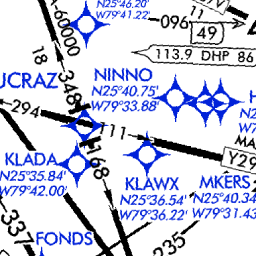 N25°46.20'
W79°41.22'
-60000
096
11
49
113.9 DHP 86
18
UCRAZ
NINNO
N25°40.75'
W79°33.88'
294
348
111
168
KLADA
N25°35.84'
W79°42.00'
KLAWX
N25°36.54'
W79°36.22'
MKERS
N25°40.34
W79°31.43
Y29
337
235
FONDS